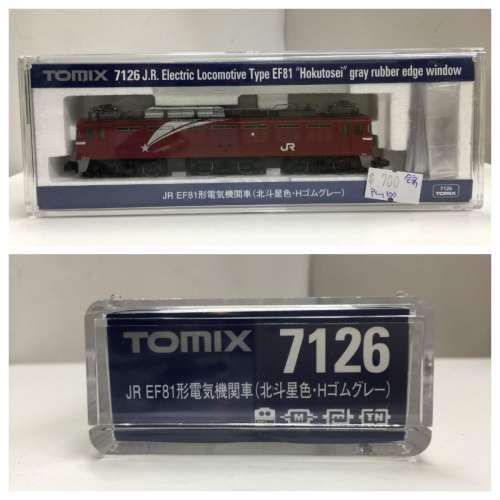 TOMIX 7126 J.R. Electric Locomotive Type EF81 "Hokutosei" gray rubber edge window
JR
700
JR EF81形電気機関車(北斗星色・Hゴムグレー)
7126
TOMIX
TOMIX 7126
JR EF81形電気機関車(北斗星色・Hゴムグレー)
M TN